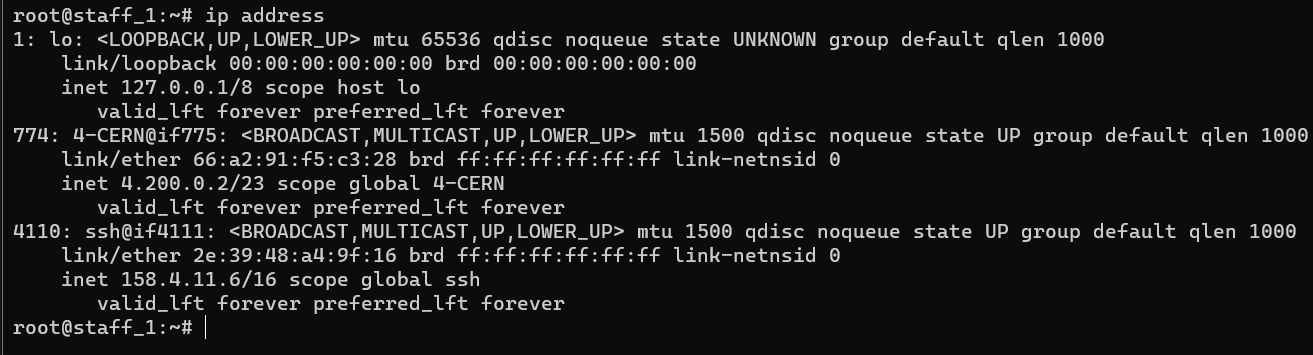 root@staff_1:~# ip address
1: lo: <LOOPBACK,UP,LOWER_UP> mtu 65536 qdisc noqueue state UNKNOWN group default qlen 1000
    link/loopback 00:00:00:00:00:00 brd 00:00:00:00:00:00
    inet 127.0.0.1/8 scope host lo
       valid_lft forever preferred_lft forever
774: 4-CERN@if775: <BROADCAST,MULTICAST,UP,LOWER_UP> mtu 1500 qdisc noqueue state UP group default qlen 1000
    link/ether 66:a2:91:f5:c3:28 brd ff:ff:ff:ff:ff:ff link-netnsid 0
    inet 4.200.0.2/23 scope global 4-CERN
       valid_lft forever preferred_lft forever
4110: ssh@if4111: <BROADCAST,MULTICAST,UP,LOWER_UP> mtu 1500 qdisc noqueue state UP group default qlen 1000
    link/ether 2e:39:48:a4:9f:16 brd ff:ff:ff:ff:ff:ff link-netnsid 0
    inet 158.4.11.6/16 scope global ssh
       valid_lft forever preferred_lft forever
root@staff_1:~#